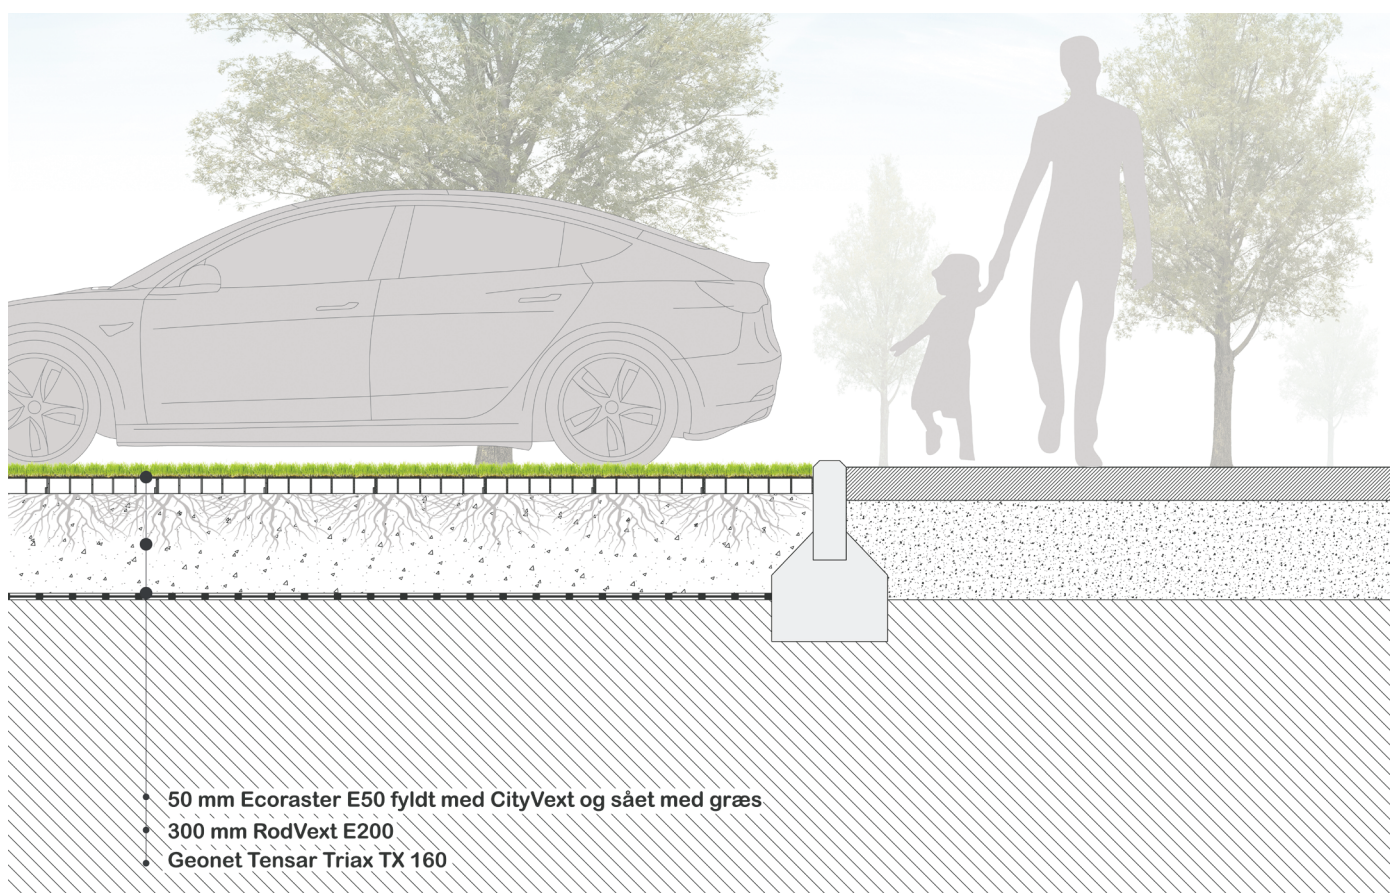 50 mm Ecoraster E50 fyldt med CityVext og sået med græs
300 mm RodVext E200
Geonet Tensar Triax TX 160